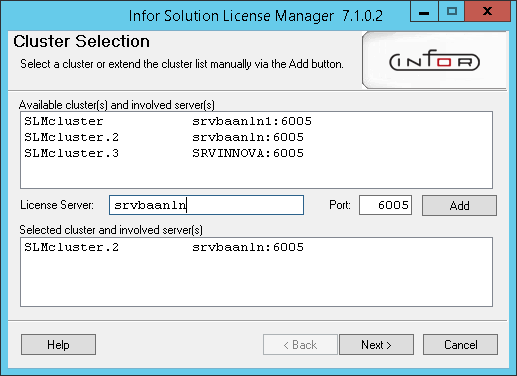 Infor Solution License Manager 7.1.0.2
Cluster Selection
Select a cluster or extend the cluster list manually via the Add button.
INFOR
Available cluster(s) and involved server(s)
SLMcluster srvbaanln1:6005
SLMcluster.2 srvbaanln:6005
SLMcluster.3 SRVINNOVA:6005
License Server: srvbaanln Port: 6005 Add
Selected cluster and involved server(s)
SLMcluster.2 srvbaanln:6005
Help < Back Next > Cancel